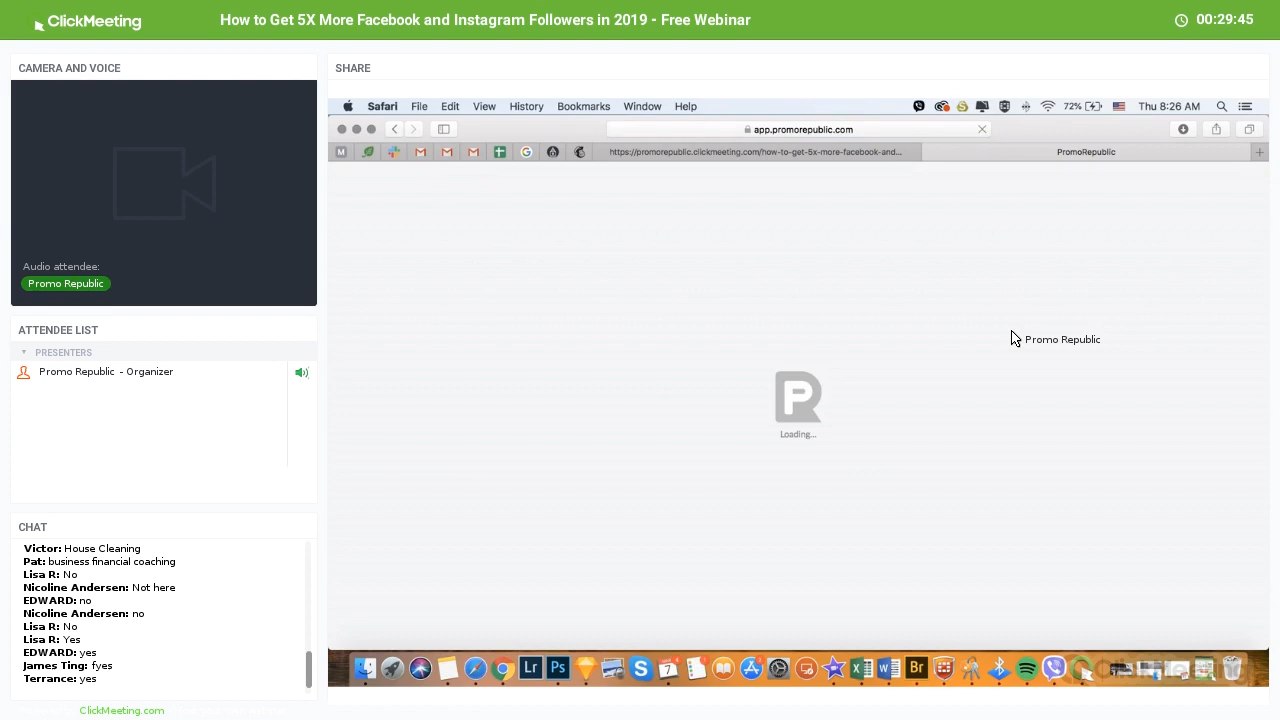 ClickMeeting
How to Get 5X More Facebook and Instagram Followers in 2019 - Free Webinar
00:29:45
CAMERA AND VOICE
Audio attendee:
Promo Republic
ATTENDEE LIST
PRESENTERS
Promo Republic - Organizer
CHAT
Victor: House Cleaning
Pat: business financial coaching
Lisa R: No
Nicoline Andersen: Not here
EDWARD: no
Nicoline Andersen: no
Lisa R: No
Lisa R: Yes
EDWARD: yes
James Ting: fyes
Terrance: yes
ClickMeeting.com
SHARE
Safari File Edit View History Bookmarks Window Help
72% Thu 8:26 AM
app.promorepublic.com
https://promorepublic.clickmeeting.com/how-to-get-5x-more-facebook-and...
PromoRepublic
Promo Republic
Loading...
Lr Ps
7
Br